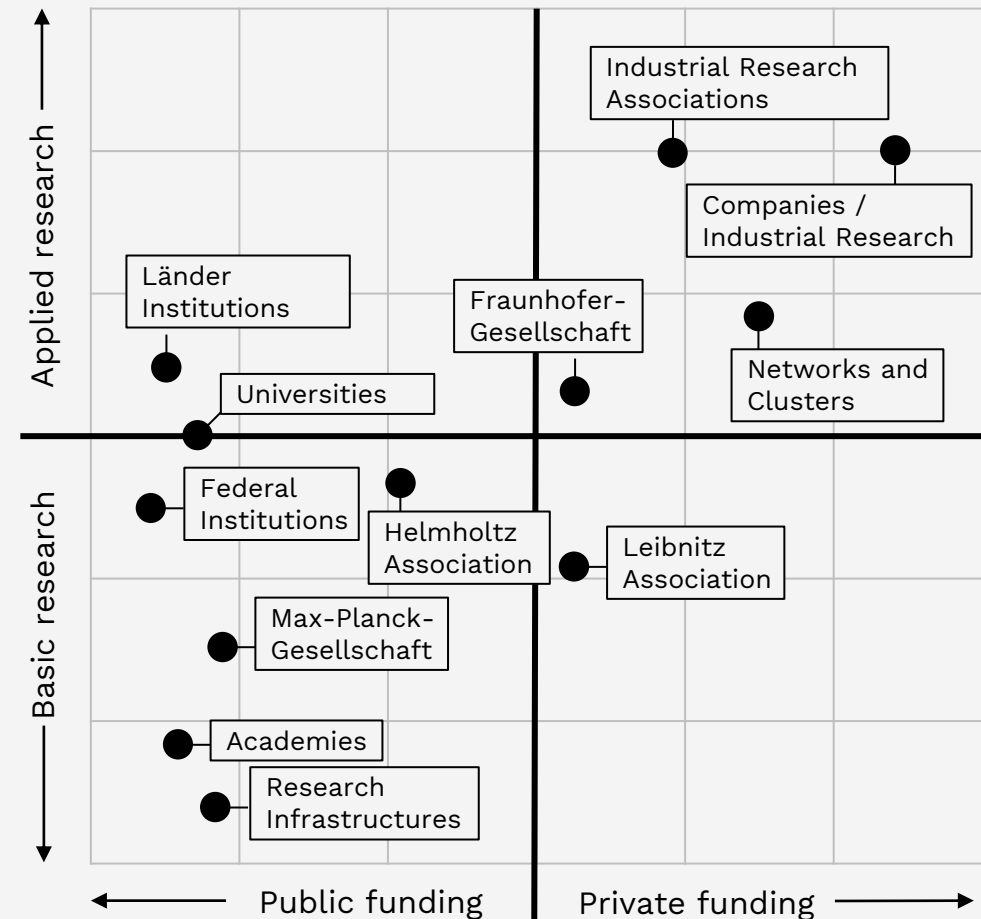 Applied research
Basic research
Industrial Research
Associations
Companies /
Industrial Research
Länder
Institutions
Fraunhofer-
Gesellschaft
Networks and
Clusters
Universities
Federal
Institutions
Helmholtz
Association
Leibnitz
Association
Max-Planck-
Gesellschaft
Academies
Research
Infrastructures
Public funding
Private funding